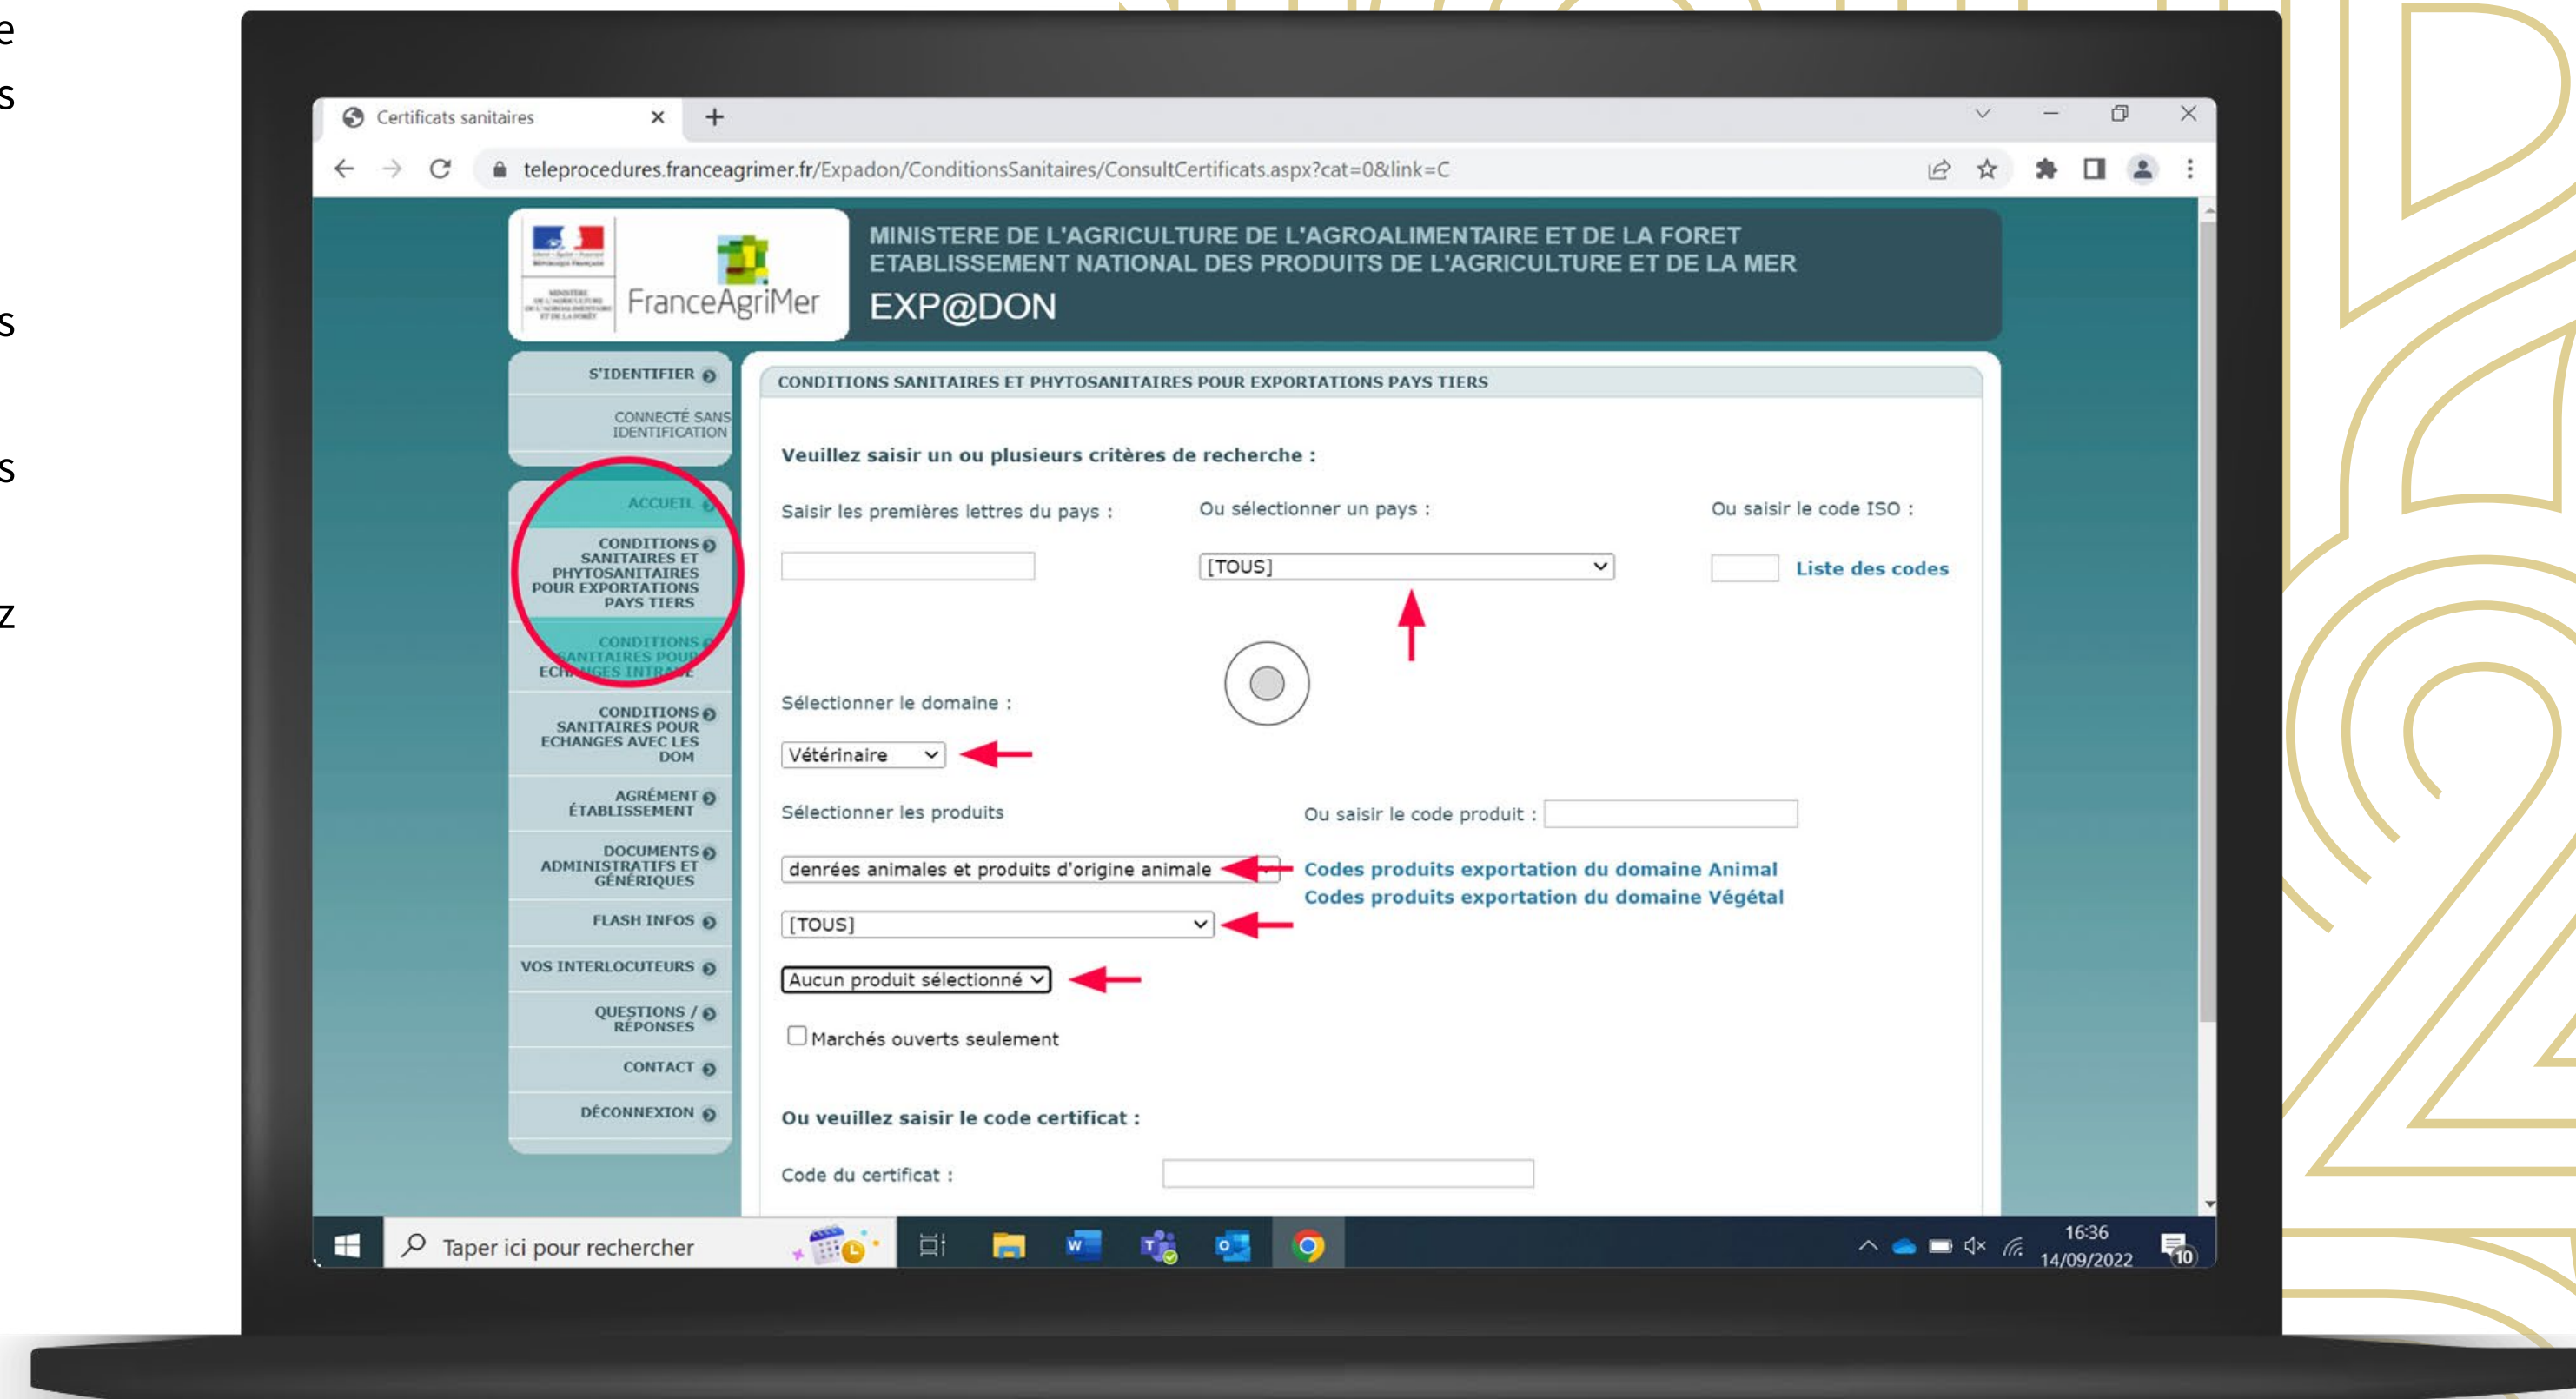 e
s
s
s
z
Certificats sanitaires
teleprocedures.franceagrimer.fr/Expadon/ConditionsSanitaires/ConsultCertificats.aspx?cat=0&link=C
FranceAgriMer
MINISTERE DE L'AGRICULTURE DE L'AGROALIMENTAIRE ET DE LA FORET
ETABLISSEMENT NATIONAL DES PRODUITS DE L'AGRICULTURE ET DE LA MER
EXP@DON
S'IDENTIFIER
CONNECTÉ SANS
IDENTIFICATION
ACCUEIL
CONDITIONS
SANITAIRES ET
PHYTOSANITAIRES
POUR EXPORTATIONS
PAYS TIERS
CONDITIONS
SANITAIRES POUR
CONDITIONS
SANITAIRES POUR
ECHANGES AVEC LES
DOM
AGRÉMENT
ÉTABLISSEMENT
DOCUMENTS
ADMINISTRATIFS ET
GÉNÉRIQUES
FLASH INFOS
VOS INTERLOCUTEURS
QUESTIONS /
RÉPONSES
CONTACT
DÉCONNEXION
CONDITIONS SANITAIRES ET PHYTOSANITAIRES POUR EXPORTATIONS PAYS TIERS
Veuillez saisir un ou plusieurs critères de recherche :
Saisir les premières lettres du pays :
Ou sélectionner un pays :
Ou saisir le code ISO :
[TOUS]
Liste des codes
Sélectionner le domaine :
Vétérinaire
Sélectionner les produits
Ou saisir le code produit :
denrées animales et produits d'origine animale
Codes produits exportation du domaine Animal
Codes produits exportation du domaine Végétal
[TOUS]
Aucun produit sélectionné
Marchés ouverts seulement
Ou veuillez saisir le code certificat :
Code du certificat :
Taper ici pour rechercher
16:36
14/09/2022
10